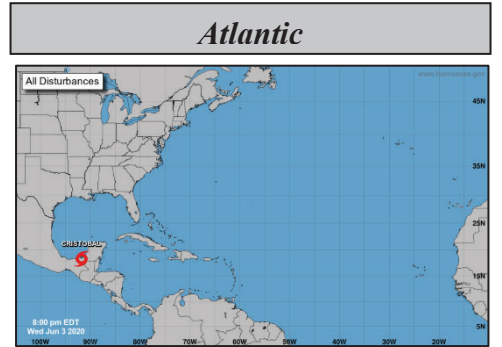 Atlantic
All Disturbances
45N
35N
25N
CRISTOBAL
15N
8:00 pm EDT
Wed Jun 3 2020
5N
100W 90W 80W 70W 60W 50W 40W 30W 20W